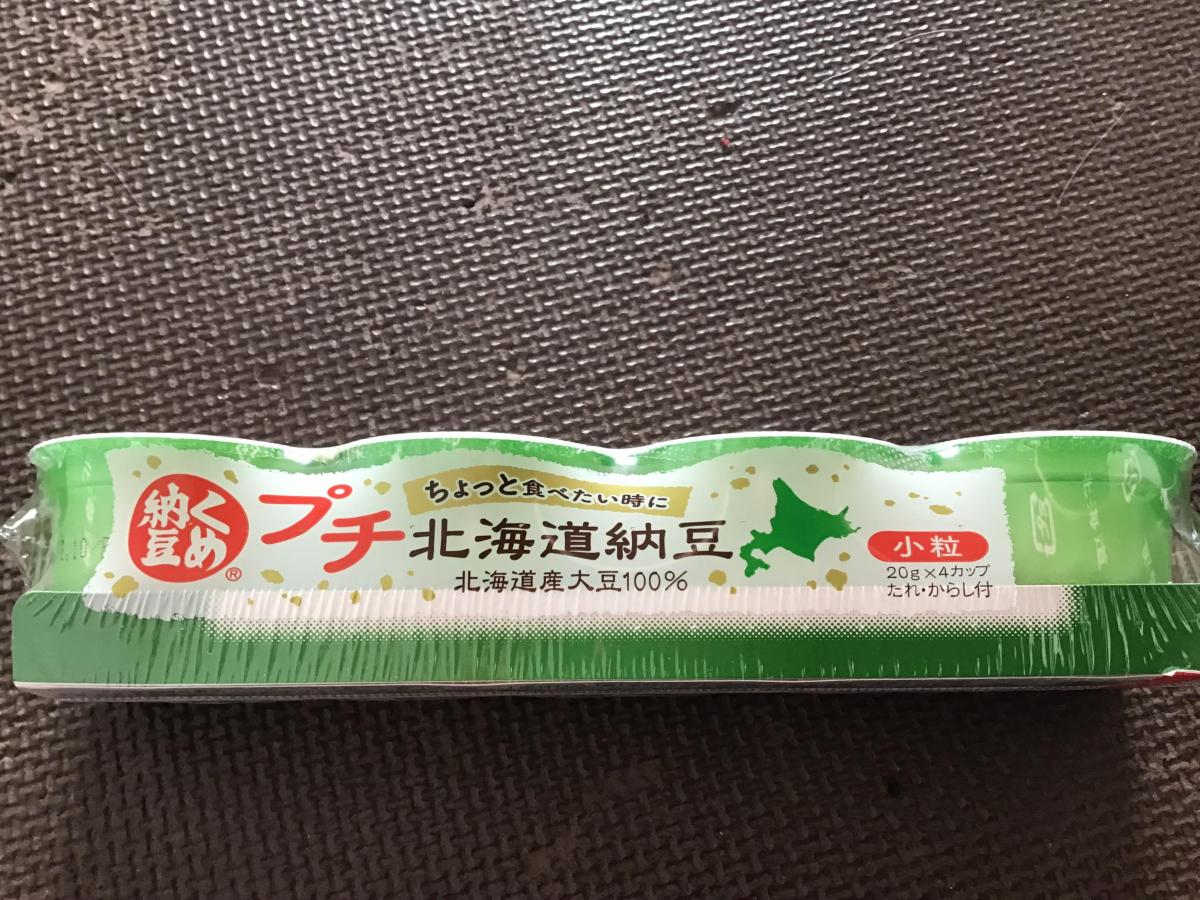 くめ
納豆
®
プチ
ちょっと食べたい時に
北海道納豆
北海道産大豆100%
小粒
20g×4カップ
たれ・からし付